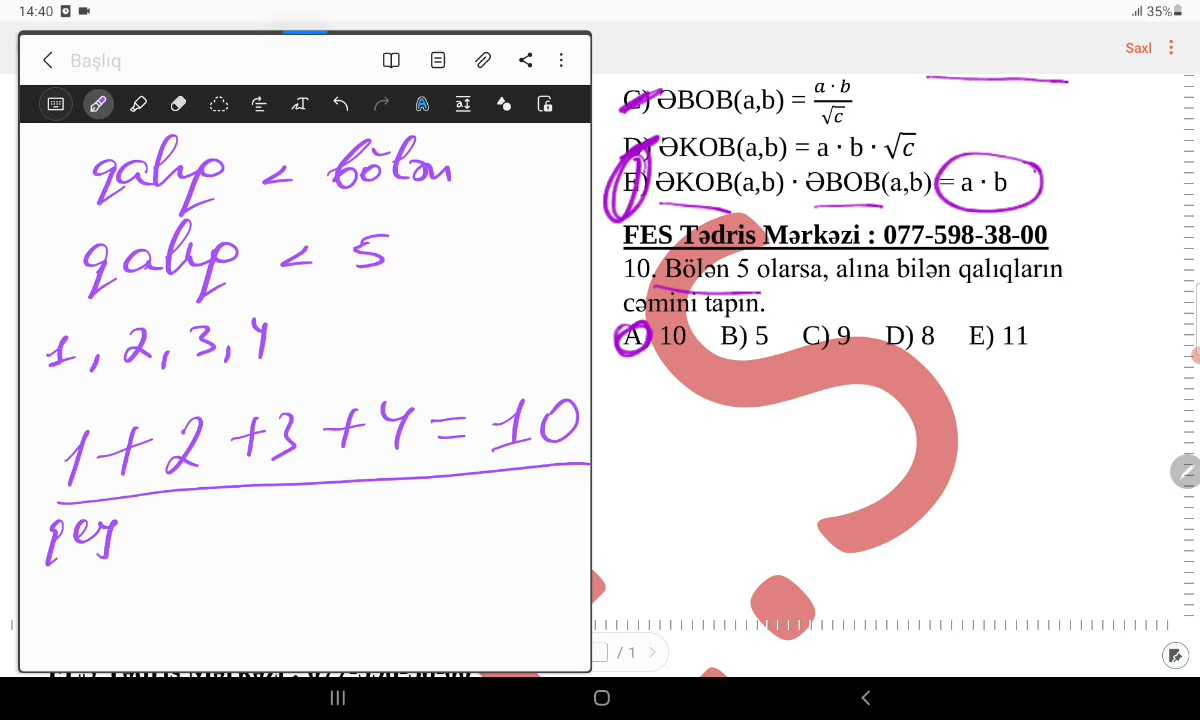 14:40
35%
Başlıq
Saxl
qalıq < bölən
qalıq < 5
1, 2, 3, 4
1 + 2 + 3 + 4 = 10
qey
C) ƏBOB(a,b) = a · b / √c
D) ƏKOB(a,b) = a · b · √c
E) ƏKOB(a,b) · ƏBOB(a,b) = a · b
FES Tədris Mərkəzi : 077-598-38-00
10. Bölən 5 olarsa, alına bilən qalıqların
cəmini tapın.
A) 10 B) 5 C) 9 D) 8 E) 11
/ 1